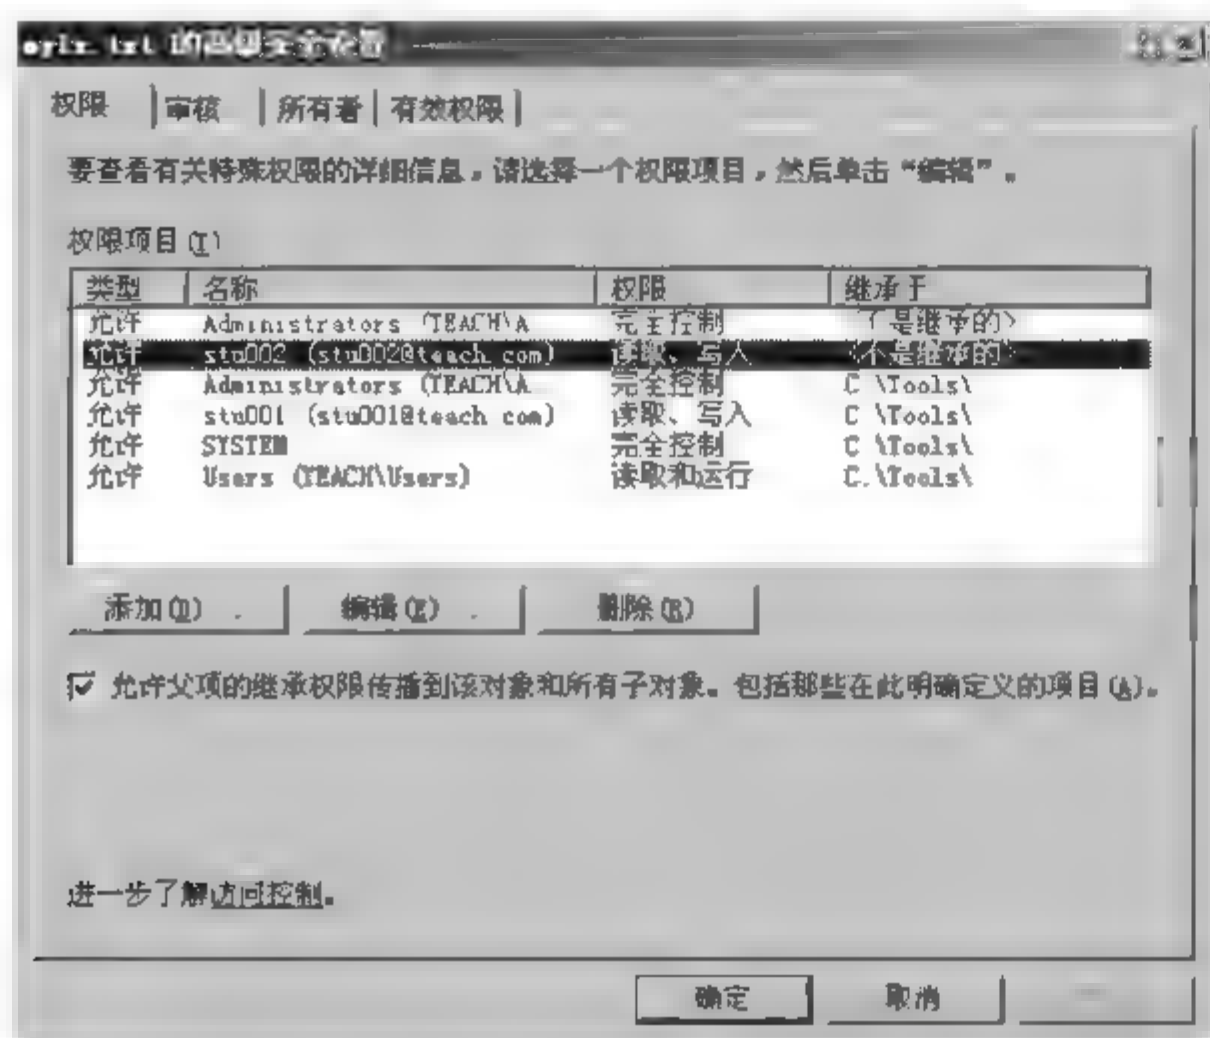 txt 的高级安全设置
权限 审核 所有者 有效权限
要查看有关特殊权限的详细信息，请选择一个权限项目，然后单击“编辑”。
权限项目(T)
类型 名称 权限 继承于
允许 Administrators (TEACH\A 完全控制 <不是继承的>
允许 stu002 (stu002@teach com) 读取、写入 <不是继承的>
允许 Administrators (TEACH\A 完全控制 C \Tools\
允许 stu001 (stu001@teach com) 读取、写入 C \Tools\
允许 SYSTEM 完全控制 C \Tools\
允许 Users (TEACH\Users) 读取和运行 C.\Tools\
添加(D) . 编辑(E) . 删除(R)
允许父项的继承权限传播到该对象和所有子对象。包括那些在此明确定义的项目(A)。
进一步了解访问控制。
确定 取消